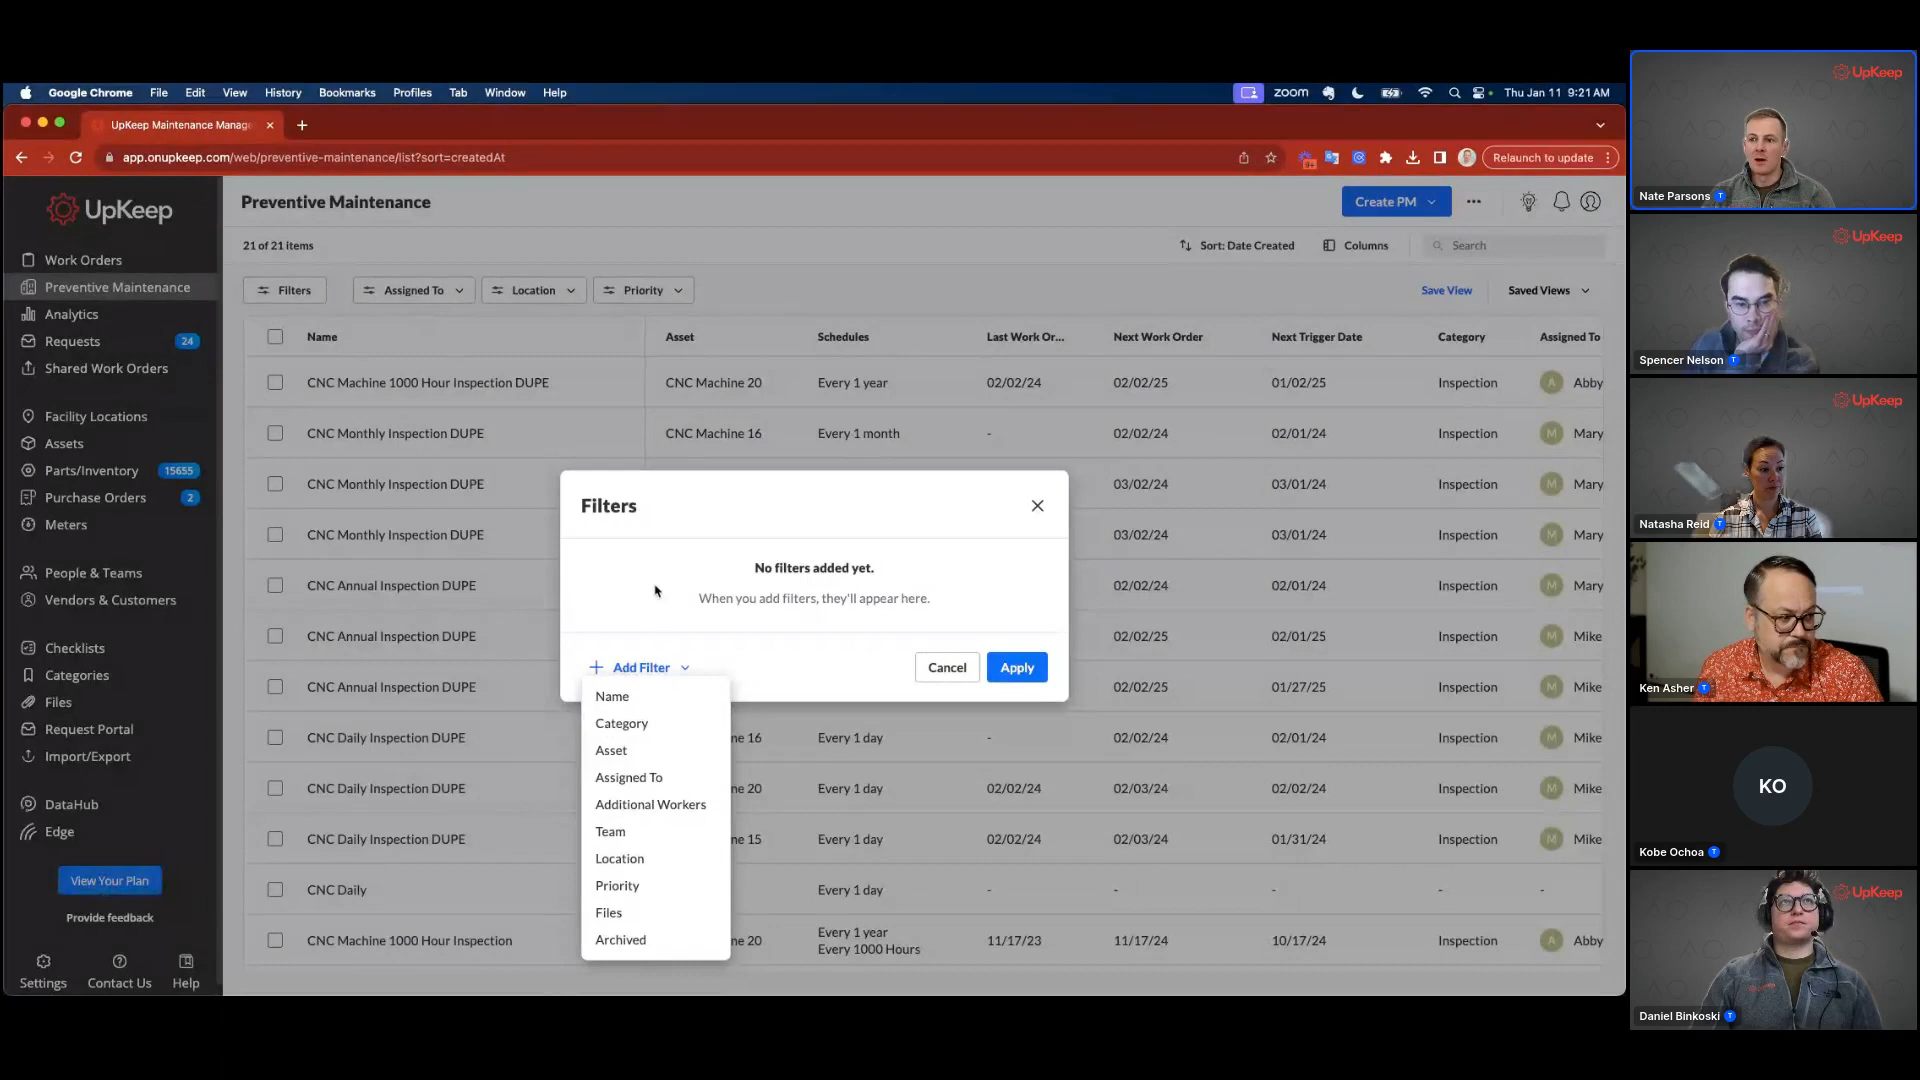 Google Chrome File Edit View History Bookmarks Profiles Tab Window Help zoom Thu Jan 11 9:21 AM
UpKeep Maintenance Manag
app.onupkeep.com/web/preventive-maintenance/list?sort=createdAt
9+
Relaunch to update
UpKeep
Work Orders
Preventive Maintenance
Analytics
Requests 24
Shared Work Orders
Facility Locations
Assets
Parts/Inventory 15655
Purchase Orders 2
Meters
People & Teams
Vendors & Customers
Checklists
Categories
Files
Request Portal
Import/Export
DataHub
Edge
View Your Plan
Provide feedback
Settings Contact Us Help
Preventive Maintenance
Create PM
21 of 21 items
Sort: Date Created Columns Search
Filters Assigned To Location Priority Save View Saved Views
Name Asset Schedules Last Work Or... Next Work Order Next Trigger Date Category Assigned To
CNC Machine 1000 Hour Inspection DUPE CNC Machine 20 Every 1 year 02/02/24 02/02/25 01/02/25 Inspection A Abby
CNC Monthly Inspection DUPE CNC Machine 16 Every 1 month - 02/02/24 02/01/24 Inspection M Mary
CNC Monthly Inspection DUPE 03/02/24 03/01/24 Inspection M Mary
CNC Monthly Inspection DUPE 03/02/24 03/01/24 Inspection M Mary
CNC Annual Inspection DUPE 02/02/24 02/01/24 Inspection M Mike
CNC Annual Inspection DUPE 02/02/25 02/01/25 Inspection M Mike
CNC Annual Inspection DUPE 02/02/25 01/27/25 Inspection M Mike
CNC Daily Inspection DUPE ne 16 Every 1 day - 02/02/24 02/01/24 Inspection M Mike
CNC Daily Inspection DUPE ne 20 Every 1 day 02/02/24 02/03/24 02/02/24 Inspection M Mike
CNC Daily Inspection DUPE ne 15 Every 1 day 02/02/24 02/03/24 01/31/24 Inspection M Mike
CNC Daily Every 1 day - - - - -
CNC Machine 1000 Hour Inspection ne 20 Every 1 year 11/17/23 11/17/24 10/17/24 Inspection A Abby
Every 1000 Hours
Filters
No filters added yet.
When you add filters, they'll appear here.
Add Filter Cancel Apply
Name
Category
Asset
Assigned To
Additional Workers
Team
Location
Priority
Files
Archived
UpKeep
Nate Parsons T
UpKeep
Spencer Nelson T
UpKeep
Natasha Reid T
Ken Asher T
KO
Kobe Ochoa T
UpKeep
Daniel Binkoski T